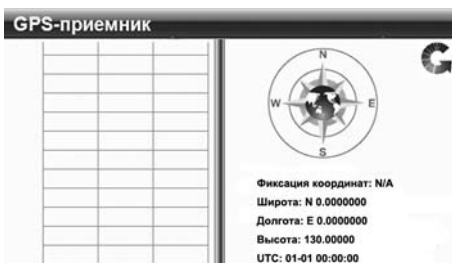 GPS-приемник
N
W
E
S
Фиксация координат: N/A
Широта: N 0.0000000
Долгота: E 0.0000000
Высота: 130.00000
UTC: 01-01 00:00:00